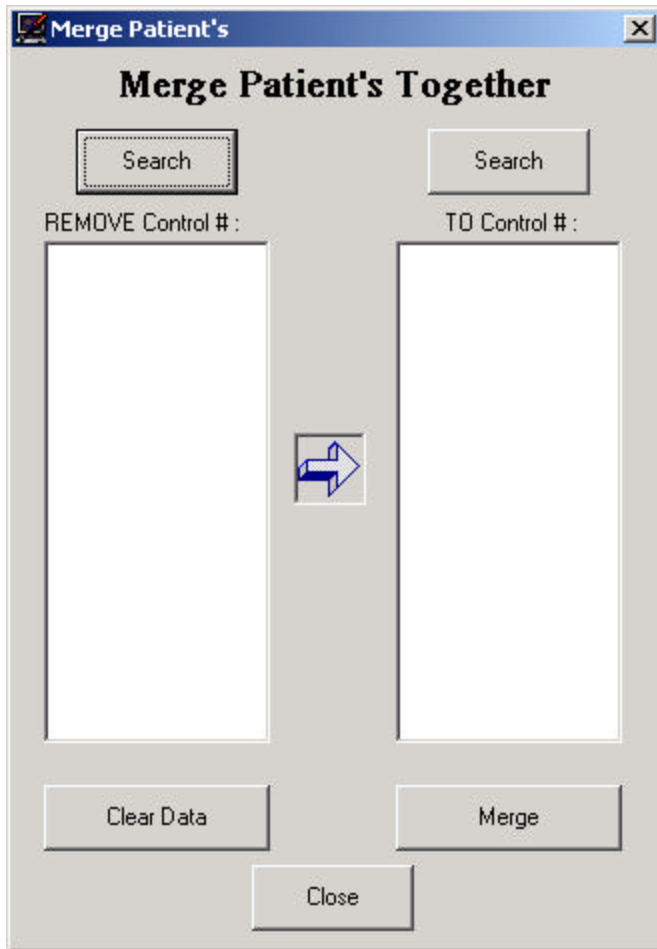 Merge Patient's
Merge Patient's Together
Search Search
REMOVE Control # : TO Control # :
Clear Data Merge
Close